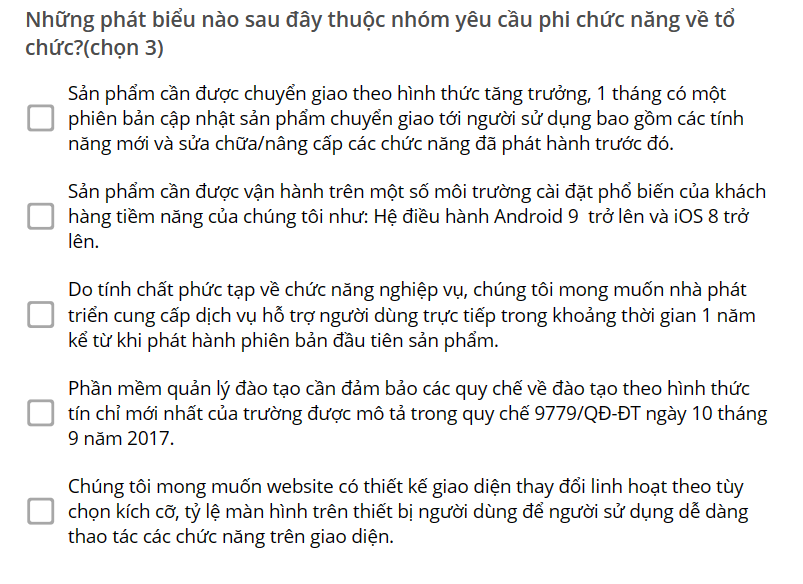 Những phát biểu nào sau đây thuộc nhóm yêu cầu phi chức năng về tổ
chức?(chọn 3)
Sản phẩm cần được chuyển giao theo hình thức tăng trưởng, 1 tháng có một
phiên bản cập nhật sản phẩm chuyển giao tới người sử dụng bao gồm các tính
năng mới và sửa chữa/nâng cấp các chức năng đã phát hành trước đó.
Sản phẩm cần được vận hành trên một số môi trường cài đặt phổ biến của khách
hàng tiềm năng của chúng tôi như: Hệ điều hành Android 9 trở lên và iOS 8 trở
lên.
Do tính chất phức tạp về chức năng nghiệp vụ, chúng tôi mong muốn nhà phát
triển cung cấp dịch vụ hỗ trợ người dùng trực tiếp trong khoảng thời gian 1 năm
kể từ khi phát hành phiên bản đầu tiên sản phẩm.
Phần mềm quản lý đào tạo cần đảm bảo các quy chế về đào tạo theo hình thức
tín chỉ mới nhất của trường được mô tả trong quy chế 9779/QĐ-ĐT ngày 10 tháng
9 năm 2017.
Chúng tôi mong muốn website có thiết kế giao diện thay đổi linh hoạt theo tùy
chọn kích cỡ, tỷ lệ màn hình trên thiết bị người dùng để người sử dụng dễ dàng
thao tác các chức năng trên giao diện.